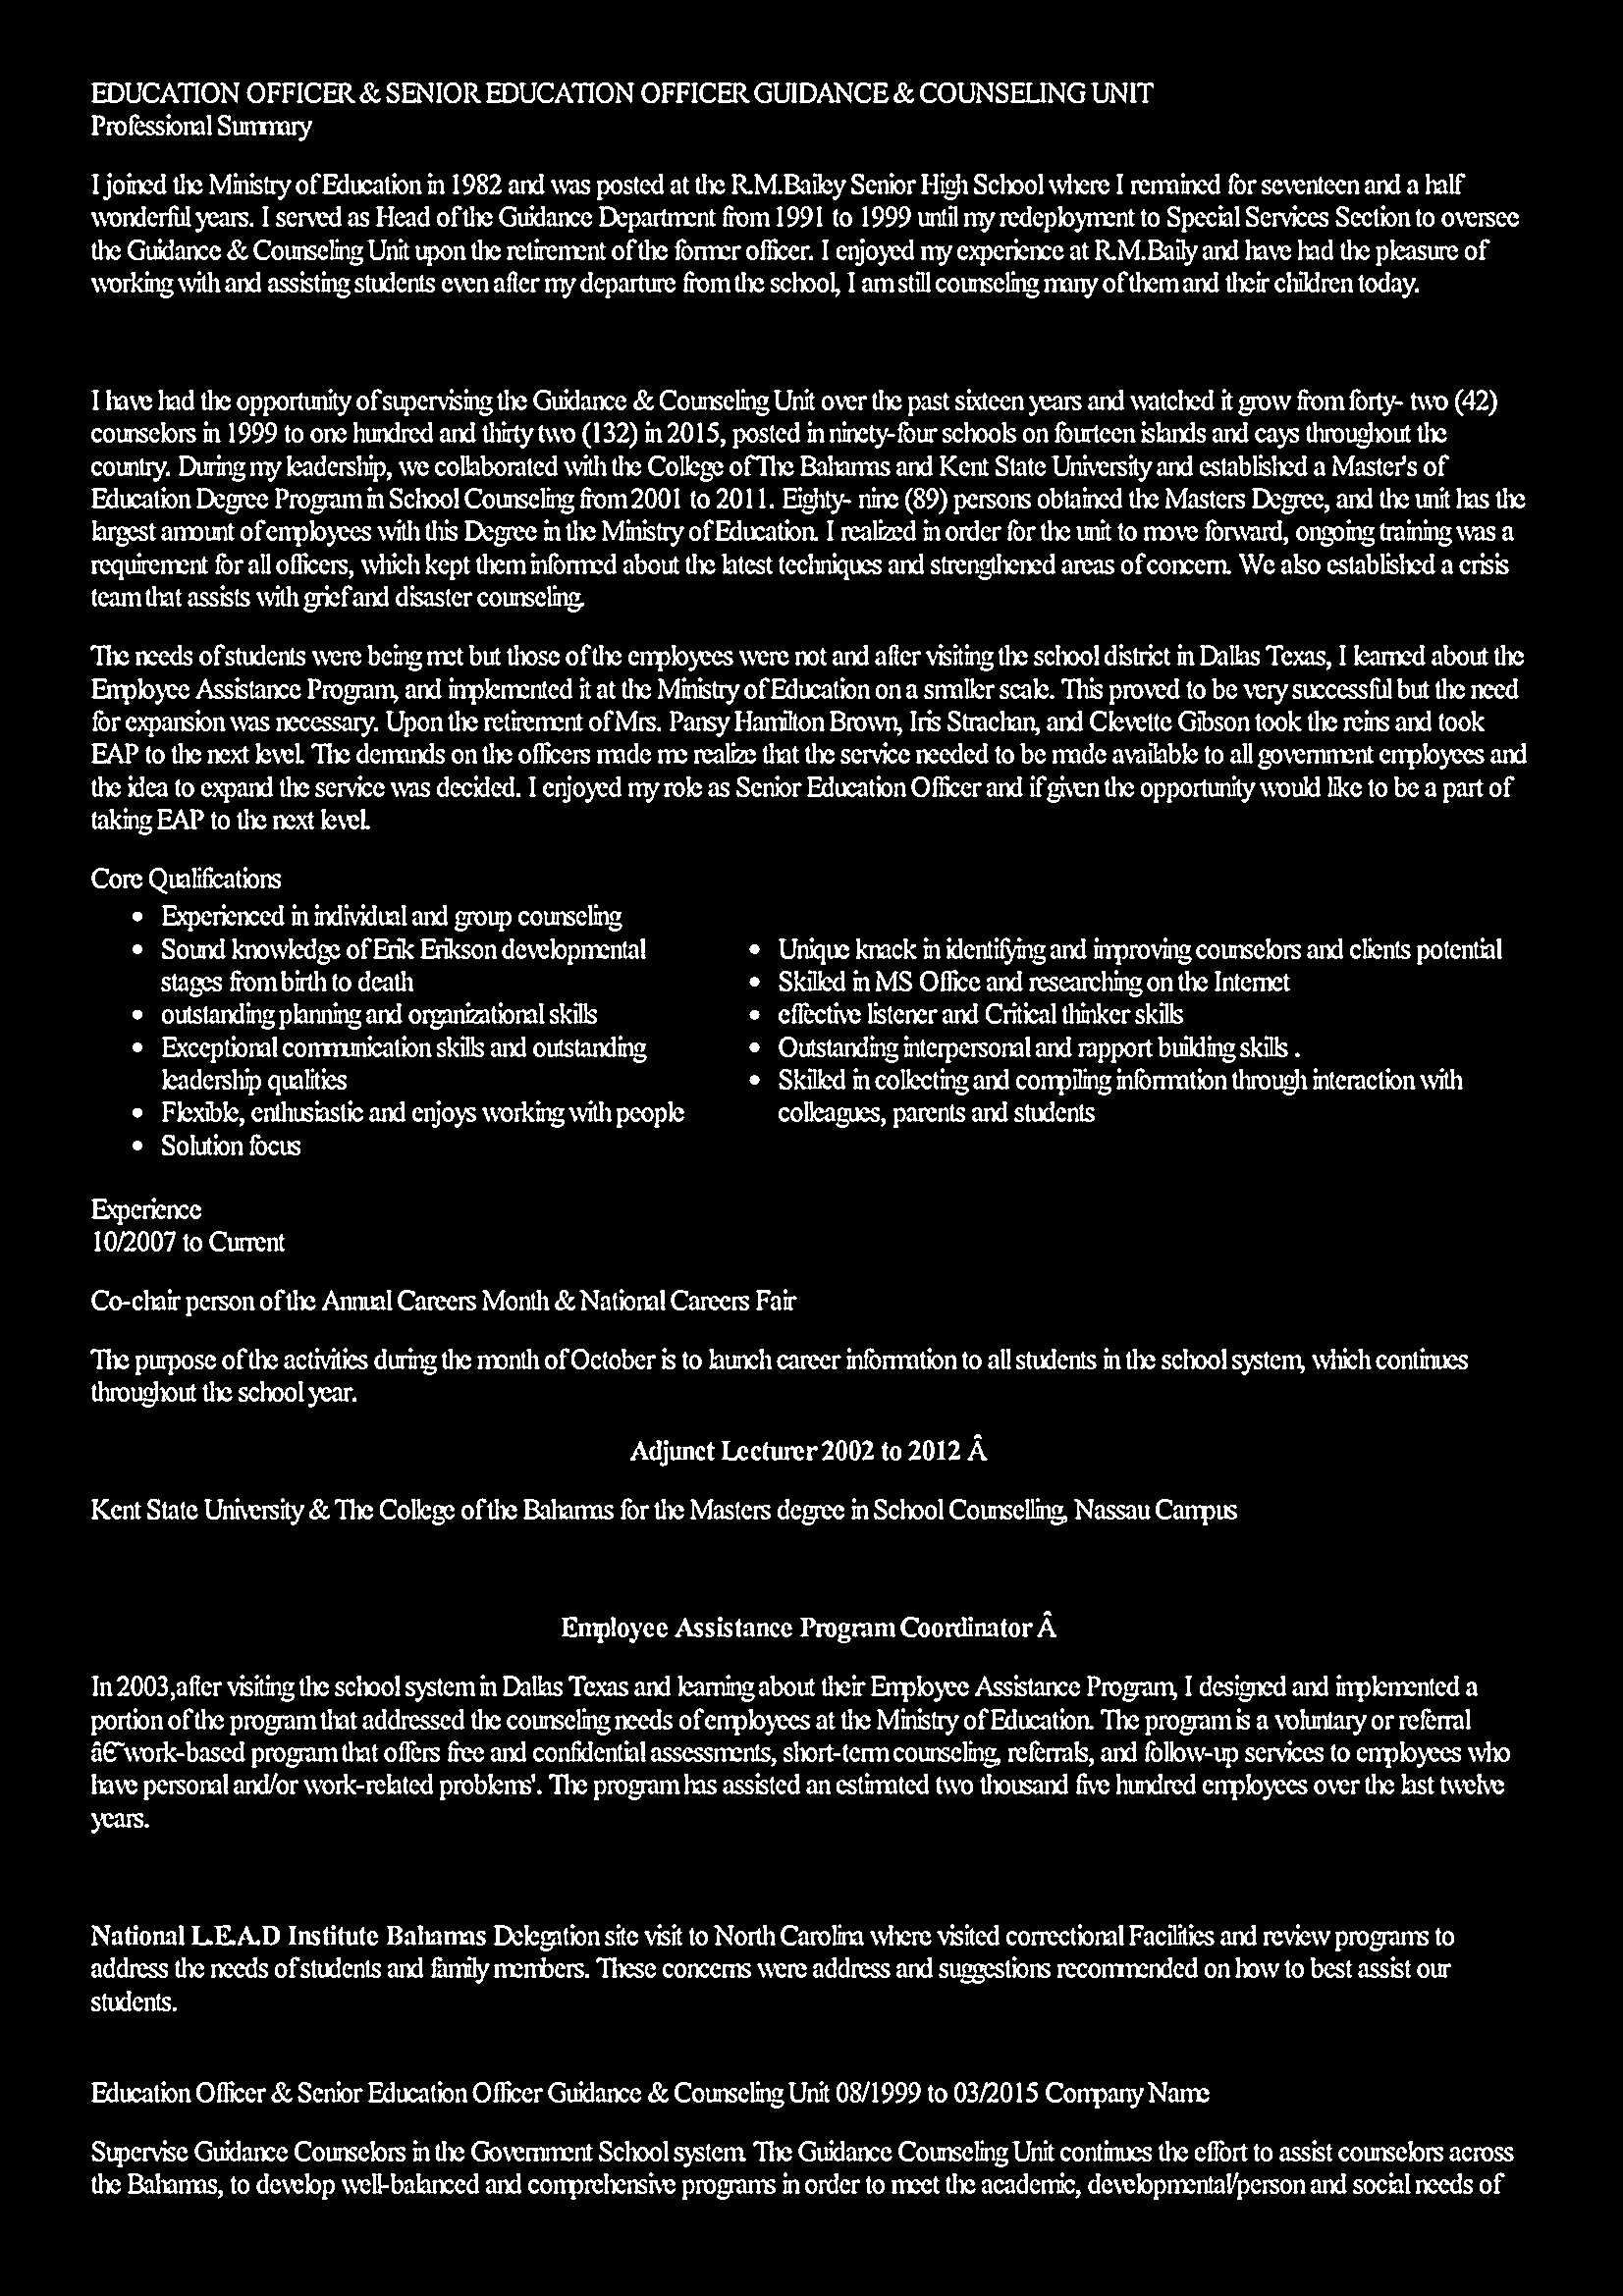 EDUCATION OFFICER & SENIOR EDUCATION OFFICER GUIDANCE & COUNSELING UNIT
Professional Summary
I joined the Ministry of Education in 1982 and was posted at the R.M.Bailey Senior High School where I remained for seventeen and a half
wonderful years. I served as Head of the Guidance Department from 1991 to 1999 until my redeployment to Special Services Section to oversee
the Guidance & Counseling Unit upon the retirement of the former officer. I enjoyed my experience at R.M.Baily and have had the pleasure of
working with and assisting students even after my departure from the school, I am still counseling many of them and their children today.
I have had the opportunity of supervising the Guidance & Counseling Unit over the past sixteen years and watched it grow from forty- two (42)
counselors in 1999 to one hundred and thirty two (132) in 2015, posted in ninety-four schools on fourteen islands and cays throughout the
country. During my leadership, we collaborated with the College of The Bahamas and Kent State University and established a Master's of
Education Degree Program in School Counseling from 2001 to 2011. Eighty- nine (89) persons obtained the Masters Degree, and the unit has the
largest amount of employees with this Degree in the Ministry of Education. I realized in order for the unit to move forward, ongoing training was a
requirement for all officers, which kept them informed about the latest techniques and strengthened areas of concern. We also established a crisis
team that assists with grief and disaster counseling.
The needs of students were being met but those of the employees were not and after visiting the school district in Dallas Texas, I learned about the
Employee Assistance Program, and implemented it at the Ministry of Education on a smaller scale. This proved to be very successful but the need
for expansion was necessary. Upon the retirement of Mrs. Pansy Hamilton Brown, Iris Strachan, and Clevette Gibson took the reins and took
EAP to the next level. The demands on the officers made me realize that the service needed to be made available to all government employees and
the idea to expand the service was decided. I enjoyed my role as Senior Education Officer and if given the opportunity would like to be a part of
taking EAP to the next level.
Core Qualifications
• Experienced in individual and group counseling
• Sound knowledge of Erik Erikson developmental
stages from birth to death
• outstanding planning and organizational skills
• Exceptional communication skills and outstanding
leadership qualities
• Flexible, enthusiastic and enjoys working with people
• Solution focus
• Unique knack in identifying and improving counselors and clients potential
• Skilled in MS Office and researching on the Internet
• effective listener and Critical thinker skills
• Outstanding interpersonal and rapport building skills .
• Skilled in collecting and compiling information through interaction with
colleagues, parents and students
Experience
10/2007 to Current
Co-chair person of the Annual Careers Month & National Careers Fair
The purpose of the activities during the month of October is to launch career information to all students in the school system, which continues
throughout the school year.
Adjunct Lecturer 2002 to 2012 Â
Kent State University & The College of the Bahamas for the Masters degree in School Counselling, Nassau Campus
Employee Assistance Program Coordinator Â
In 2003,after visiting the school system in Dallas Texas and learning about their Employee Assistance Program, I designed and implemented a
portion of the program that addressed the counseling needs of employees at the Ministry of Education. The program is a voluntary or referral
â€˜work-based program that offers free and confidential assessments, short-term counseling, referrals, and follow-up services to employees who
have personal and/or work-related problems'. The program has assisted an estimated two thousand five hundred employees over the last twelve
years.
National L.E.A.D Institute Bahamas Delegation site visit to North Carolina where visited correctional Facilities and review programs to
address the needs of students and family members. These concerns were address and suggestions recommended on how to best assist our
students.
Education Officer & Senior Education Officer Guidance & Counseling Unit 08/1999 to 03/2015 Company Name
Supervise Guidance Counselors in the Government School system. The Guidance Counseling Unit continues the effort to assist counselors across
the Bahamas, to develop well-balanced and comprehensive programs in order to meet the academic, developmental/person and social needs of